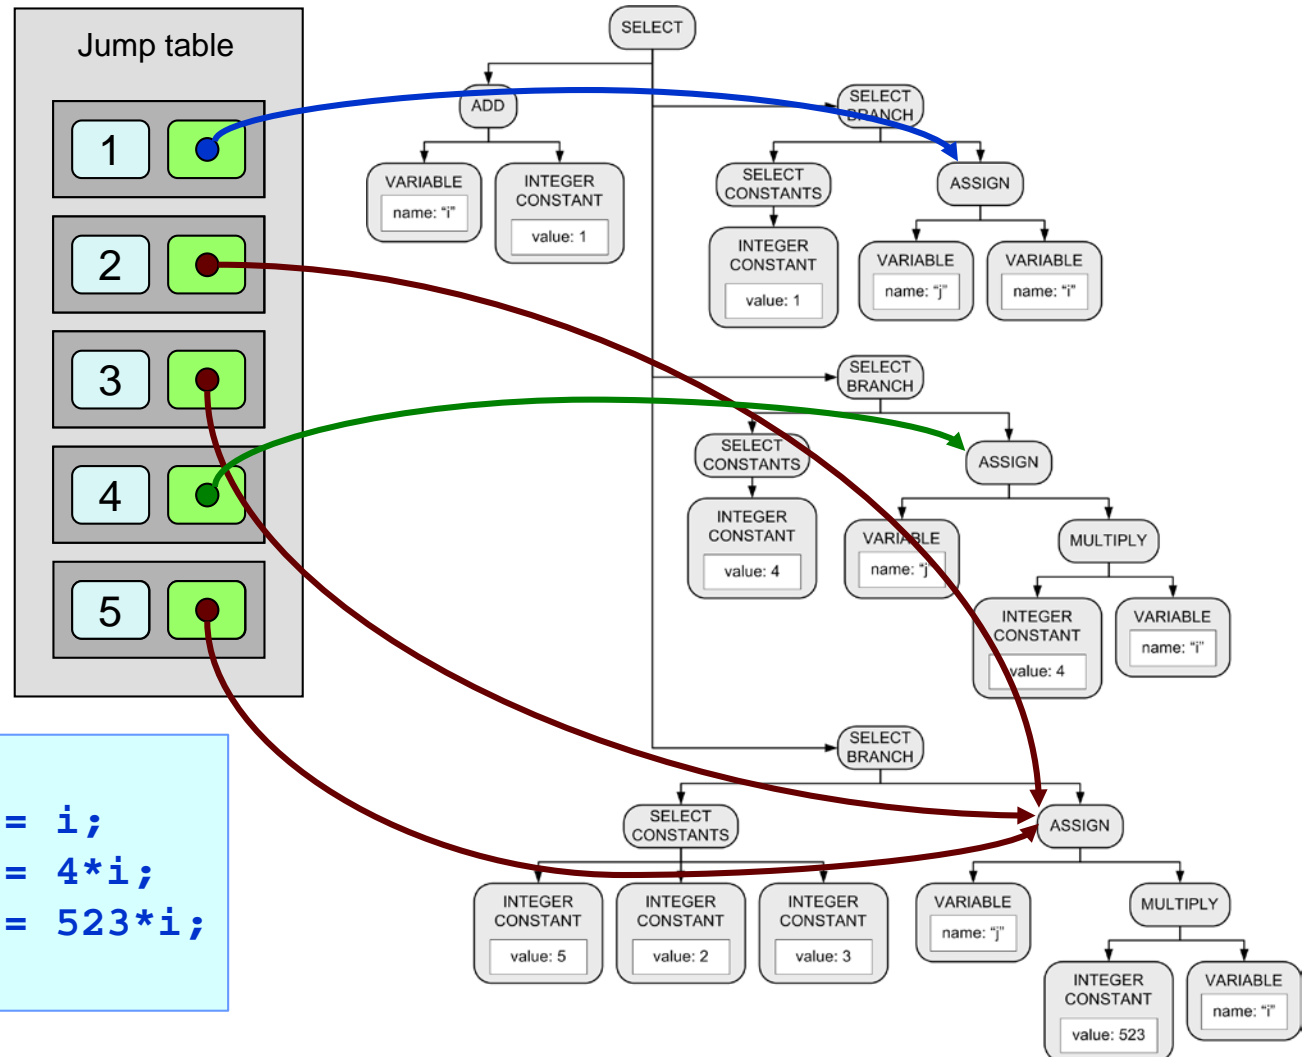 Jump table
1
2
3
4
5
= i;
= 4*i;
= 523*i;
SELECT
ADD
VARIABLE
name: “i”
INTEGER
CONSTANT
value: 1
SELECT
BRANCH
SELECT
CONSTANTS
INTEGER
CONSTANT
value: 1
ASSIGN
VARIABLE
name: “j”
VARIABLE
name: “i”
SELECT
BRANCH
SELECT
CONSTANTS
INTEGER
CONSTANT
value: 4
ASSIGN
VARIABLE
name: “j”
MULTIPLY
INTEGER
CONSTANT
value: 4
VARIABLE
name: “i”
SELECT
BRANCH
SELECT
CONSTANTS
INTEGER
CONSTANT
value: 5
INTEGER
CONSTANT
value: 2
INTEGER
CONSTANT
value: 3
ASSIGN
VARIABLE
name: “j”
MULTIPLY
INTEGER
CONSTANT
value: 523
VARIABLE
name: “i”